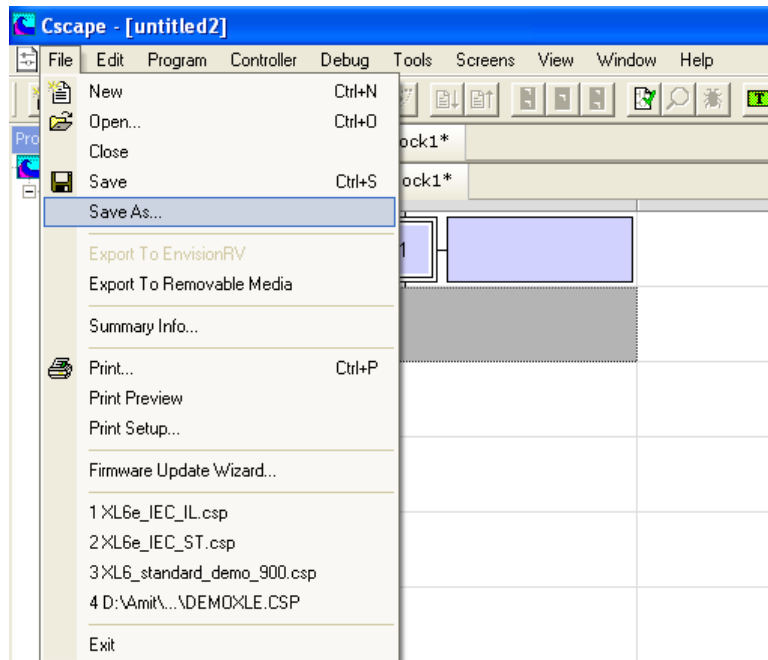 Cscape - [untitled2]
File Edit Program Controller Debug Tools Screens View Window Help
New Ctrl+N
Open... Ctrl+O
Close
Save Ctrl+S
Save As...
Export To EnvisionRV
Export To Removable Media
Summary Info...
Print... Ctrl+P
Print Preview
Print Setup...
Firmware Update Wizard...
1 XL6e_IEC_IL.csp
2 XL6e_IEC_ST.csp
3 XL6_standard_demo_900.csp
4 D:\Amit\...\DEMOXLE.CSP
Exit
T
Pro
ock1*
ock1*
1